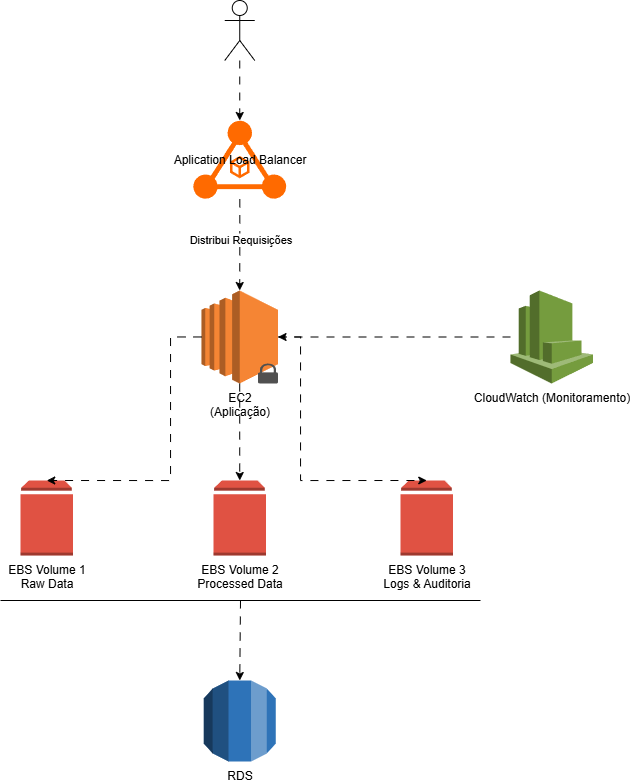 Aplication Load Balancer
Distribui Requisições
EC2
(Aplicação)
CloudWatch (Monitoramento)
EBS Volume 1
Raw Data
EBS Volume 2
Processed Data
EBS Volume 3
Logs & Auditoria
RDS